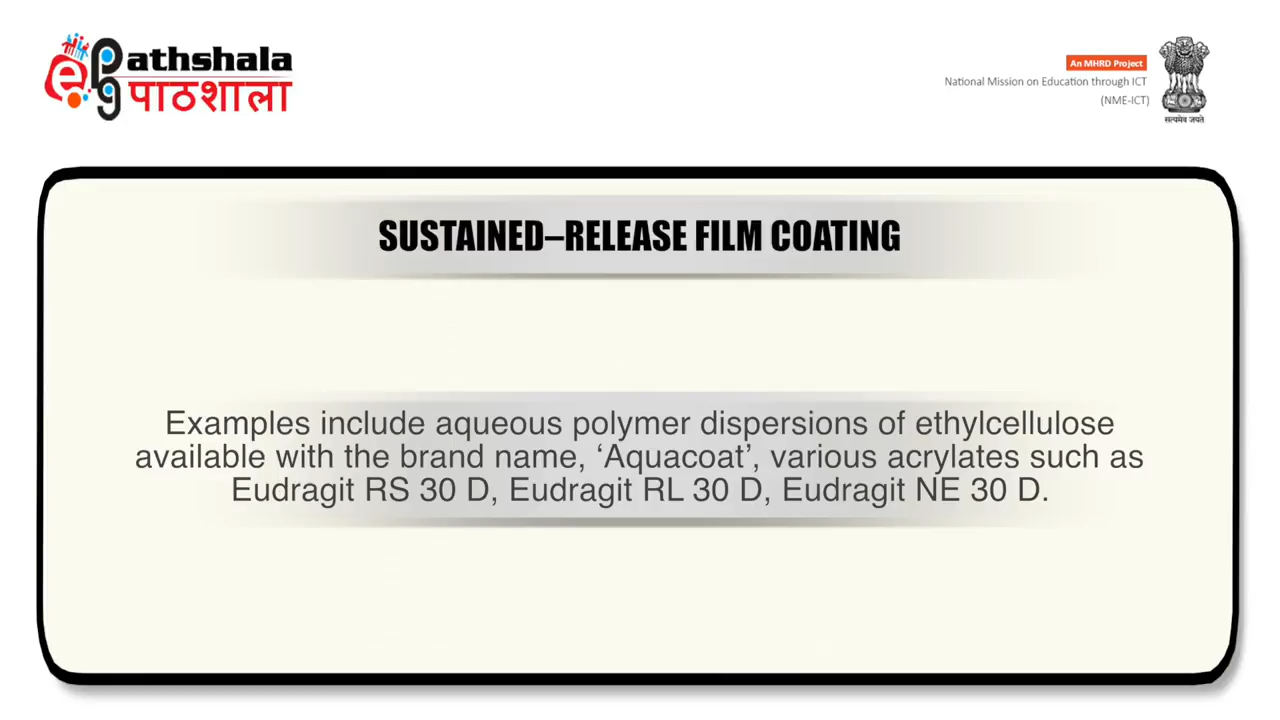 e pg Pathshala
पाठशाला
An MHRD Project
National Mission on Education through ICT
(NME-ICT)
सत्यमेव जयते
SUSTAINED–RELEASE FILM COATING
Examples include aqueous polymer dispersions of ethylcellulose
available with the brand name, ‘Aquacoat’, various acrylates such as
Eudragit RS 30 D, Eudragit RL 30 D, Eudragit NE 30 D.